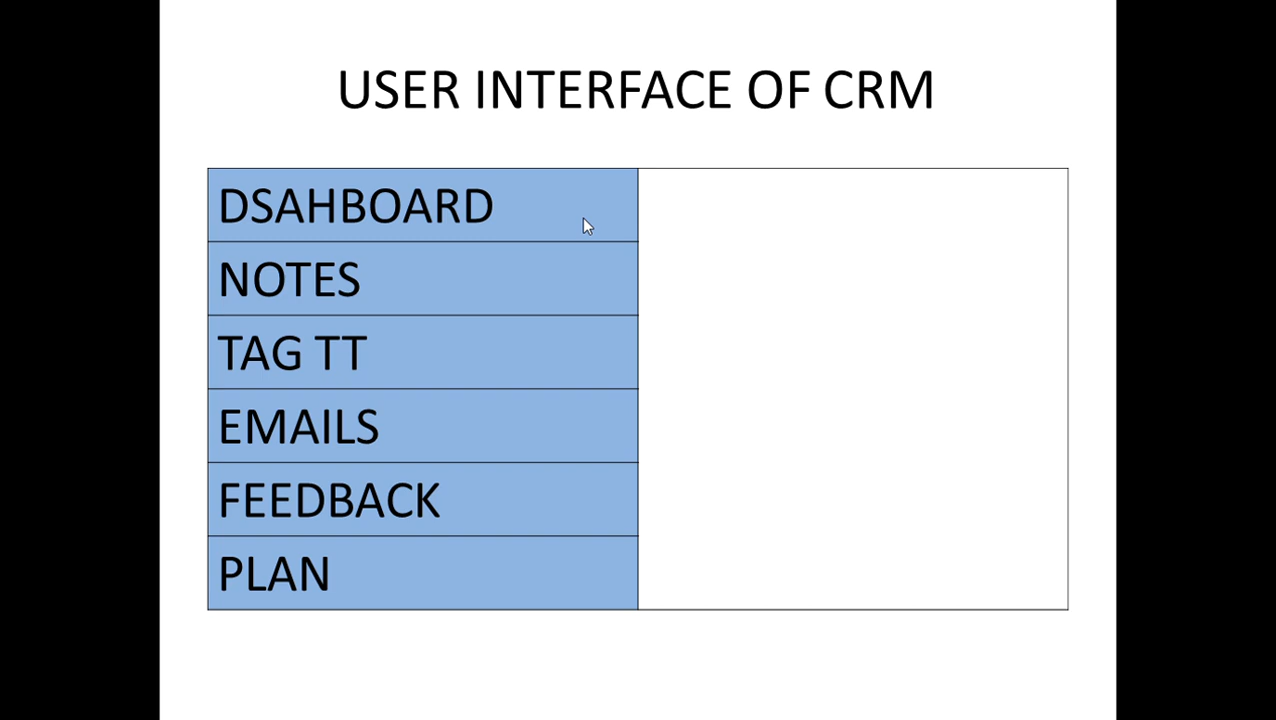 USER INTERFACE OF CRM
DSAHBOARD
NOTES
TAG TT
EMAILS
FEEDBACK
PLAN